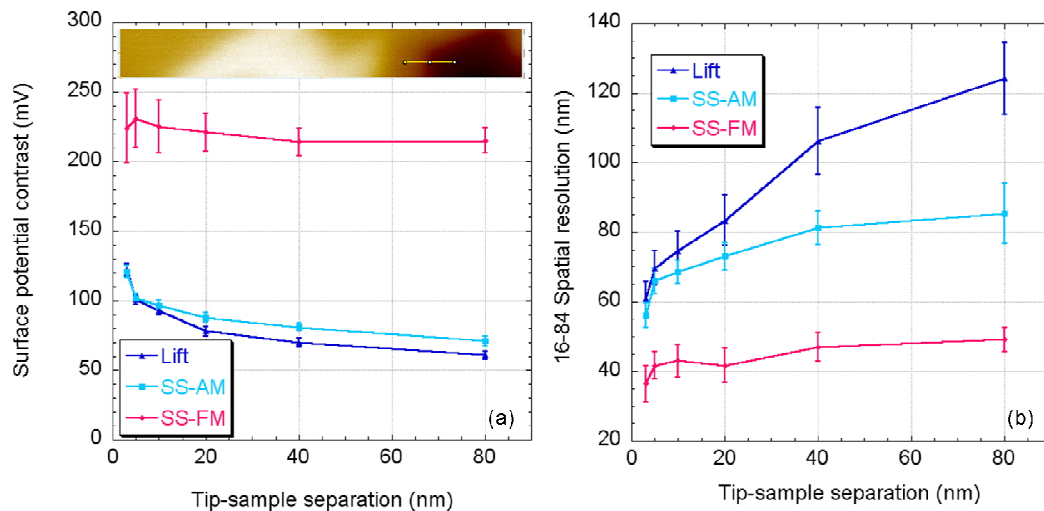 Surface potential contrast (mV)
300
250
200
150
100
50
0
Lift
SS-AM
SS-FM
(a)
0
20
40
60
80
Tip-sample separation (nm)
16-84 Spatial resolution (nm)
140
120
100
80
60
40
20
Lift
SS-AM
SS-FM
(b)
0
20
40
60
80
Tip-sample separation (nm)